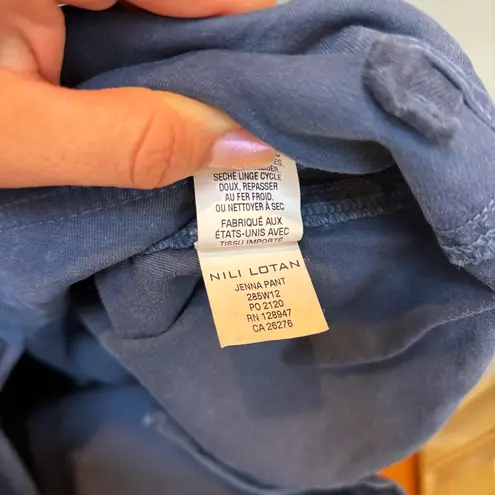 SÈCHE LINGE CYCLE
DOUX, REPASSER
AU FER FROID.
OU NETTOYER À SEC
FABRIQUÉ AUX
ÉTATS-UNIS AVEC
TISSU IMPORTÉ
NILI LOTAN
JENNA PANT
285W12
PO 2120
RN 128947
CA 26276